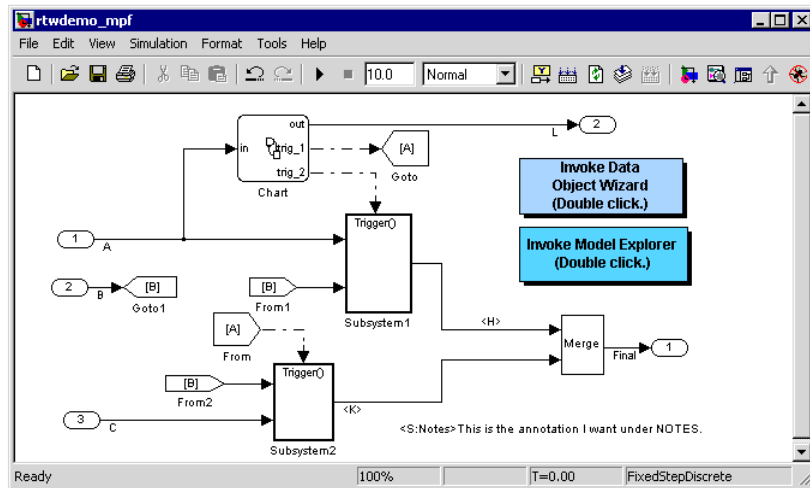 rtwdemo_mpf
File Edit View Simulation Format Tools Help
10.0 Normal
out
in trig_1
trig_2
Chart
[A]
Goto
L
2
Invoke Data
Object Wizard
(Double click.)
Invoke Model Explorer
(Double click.)
1
A
Trigger()
2
B
[B]
Goto1
[B]
From1
Subsystem1
[A]
From
<H>
Merge
Final
1
Trigger()
[B]
From2
<K>
3
C
Subsystem2
<S:Notes>This is the annotation I want under NOTES.
Ready 100% T=0.00 FixedStepDiscrete